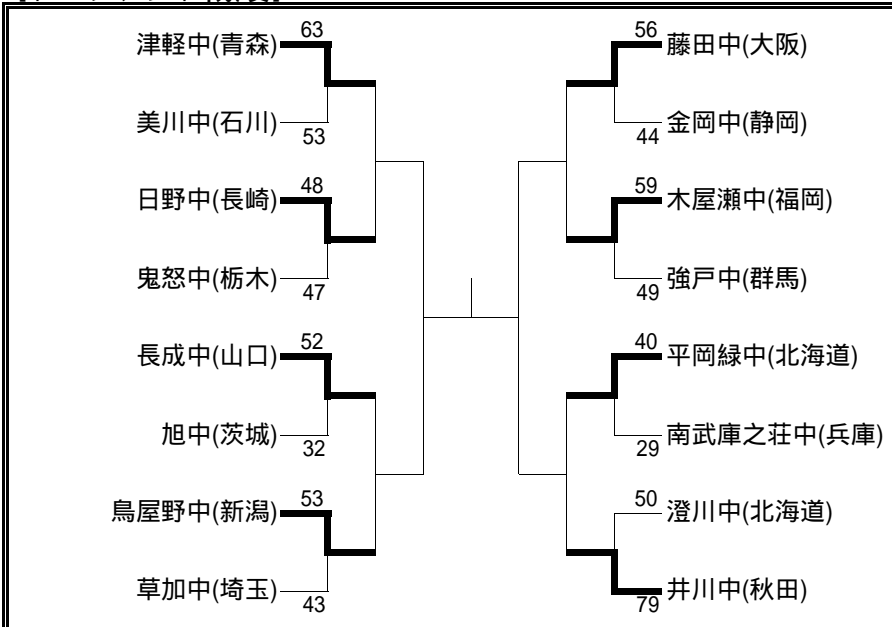 津軽中(青森) 63
美川中(石川) 53
日野中(長崎) 48
鬼怒中(栃木) 47
長成中(山口) 52
旭中(茨城) 32
鳥屋野中(新潟) 53
草加中(埼玉) 43
56 藤田中(大阪)
44 金岡中(静岡)
59 木屋瀬中(福岡)
49 強戸中(群馬)
40 平岡緑中(北海道)
29 南武庫之荘中(兵庫)
50 澄川中(北海道)
79 井川中(秋田)